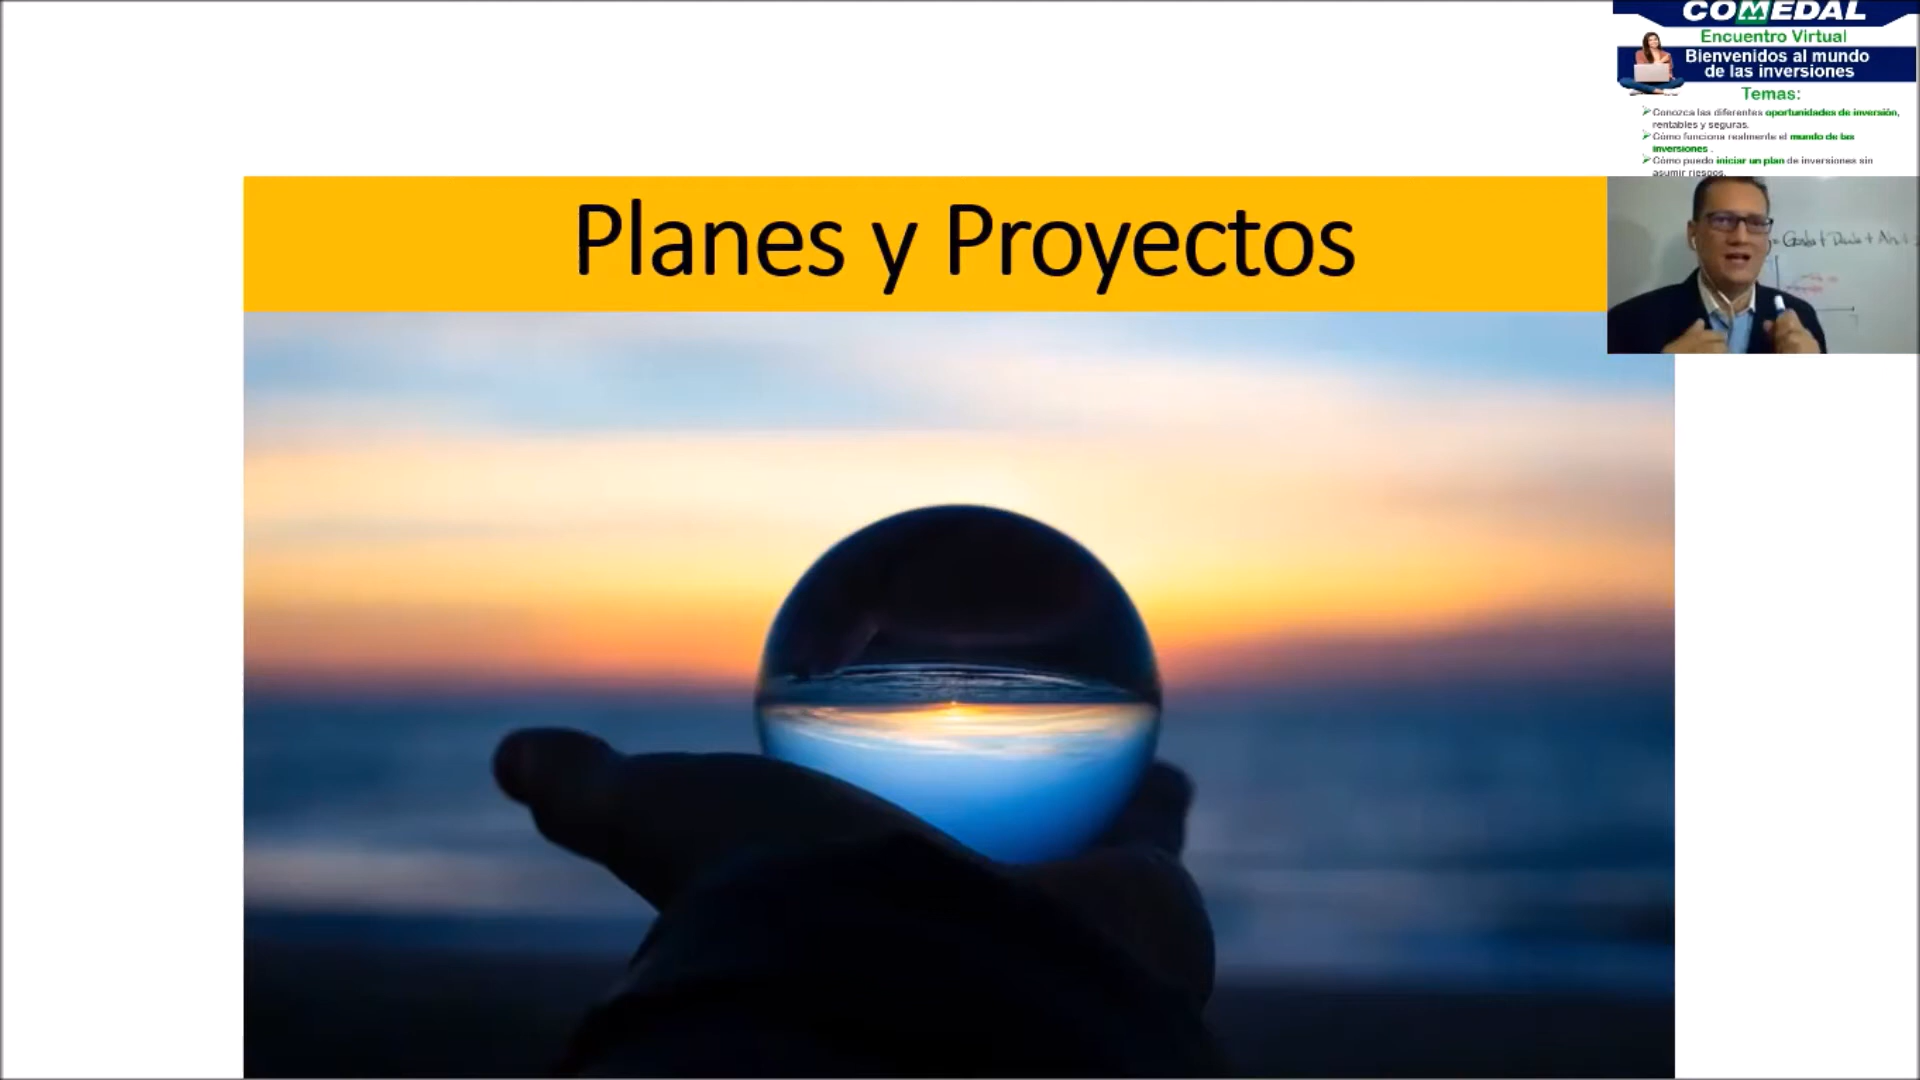 COMEDAL
Encuentro Virtual
Bienvenidos al mundo
de las inversiones
Temas:
Conozca las diferentes oportunidades de inversión,
rentables y seguras.
Cómo funciona realmente el mundo de las
inversiones .
Cómo puedo iniciar un plan de inversiones sin
asumir riesgos.
Planes y Proyectos